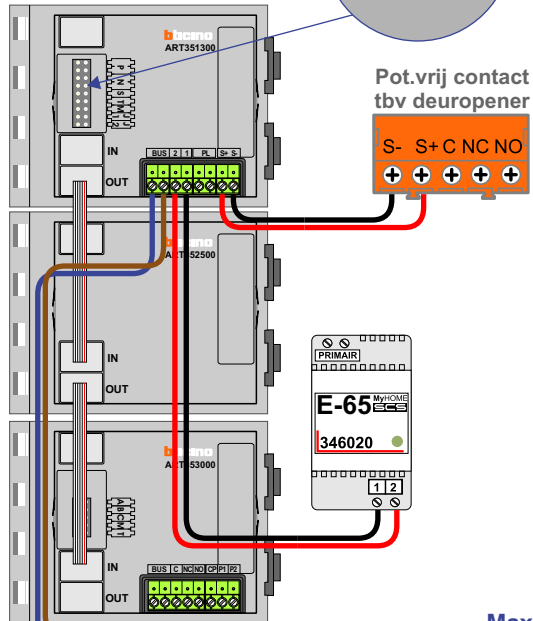 bticino
ART351300
P N S T M J1 J2
IN
OUT
BUS 2 1 PL S+ S-
Pot.vrij contact
tbv deuropener
S- S+ C NC NO
bticino
ART352500
IN
OUT
PRIMAIR
E-65 MyHOME
SCS
346020
1 2
bticino
ART353000
A B C M T
IN
OUT
BUS C NC NO CP P1 P2
Max